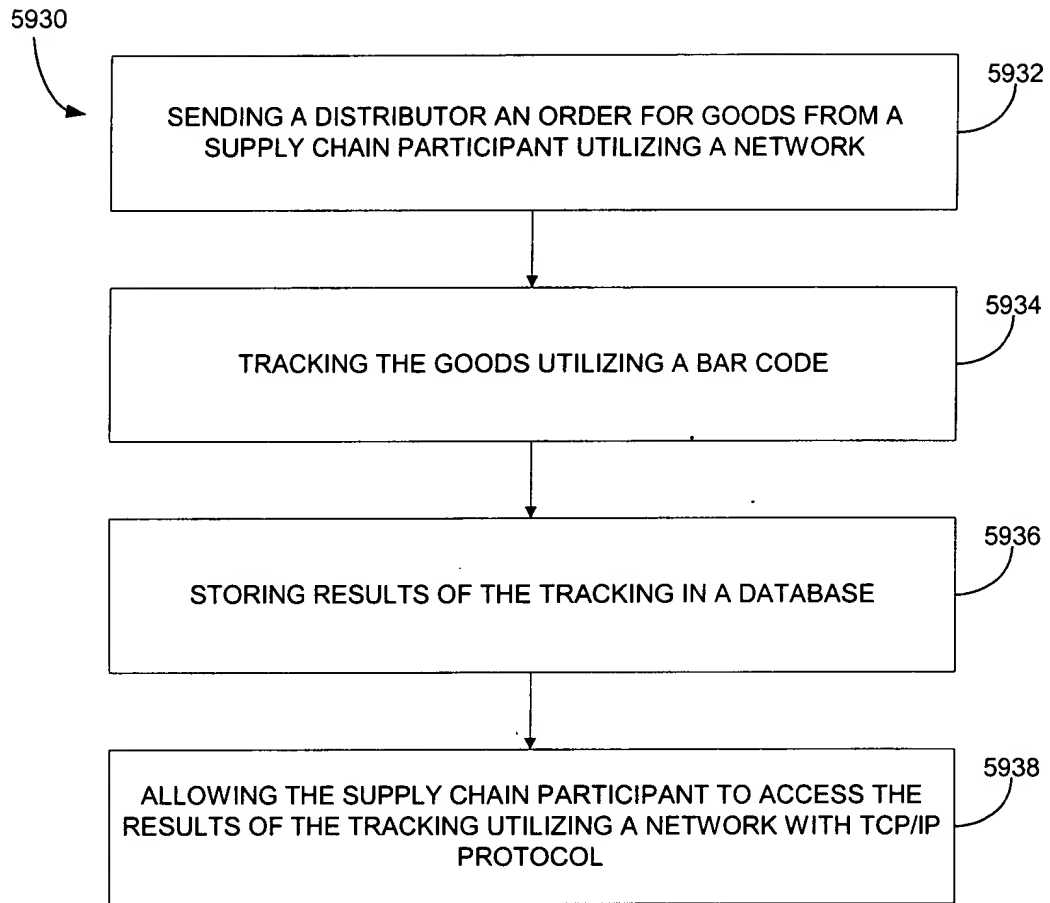 5930
5932
SENDING A DISTRIBUTOR AN ORDER FOR GOODS FROM A
SUPPLY CHAIN PARTICIPANT UTILIZING A NETWORK
5934
TRACKING THE GOODS UTILIZING A BAR CODE
5936
STORING RESULTS OF THE TRACKING IN A DATABASE
5938
ALLOWING THE SUPPLY CHAIN PARTICIPANT TO ACCESS THE
RESULTS OF THE TRACKING UTILIZING A NETWORK WITH TCP/IP
PROTOCOL